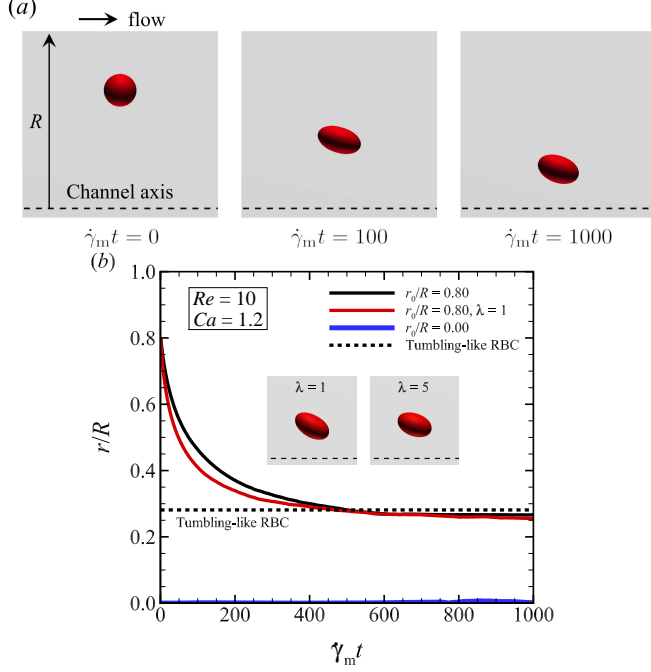 (a)
flow
R
Channel axis
γ̇ₘt = 0
γ̇ₘt = 100
γ̇ₘt = 1000
(b)
1.0
0.8
0.6
0.4
0.2
0.0
r/R
Re = 10
Ca = 1.2
r₀/R = 0.80
r₀/R = 0.80, λ = 1
r₀/R = 0.00
Tumbling-like RBC
λ = 1
λ = 5
Tumbling-like RBC
0 200 400 600 800 1000
γ̇ₘt